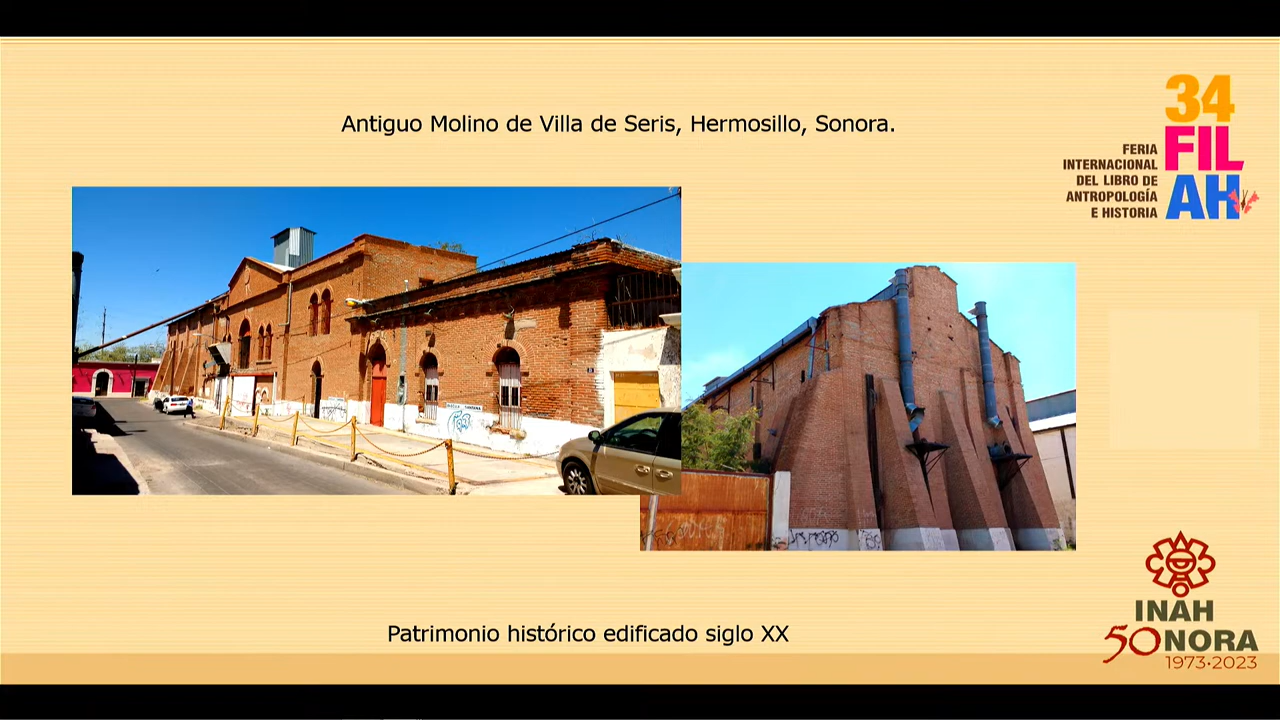 Antiguo Molino de Villa de Seris, Hermosillo, Sonora.
34
FIL
AH
FERIA
INTERNACIONAL
DEL LIBRO DE
ANTROPOLOGÍA
E HISTORIA
Patrimonio histórico edificado siglo XX
INAH
50NORA
1973•2023